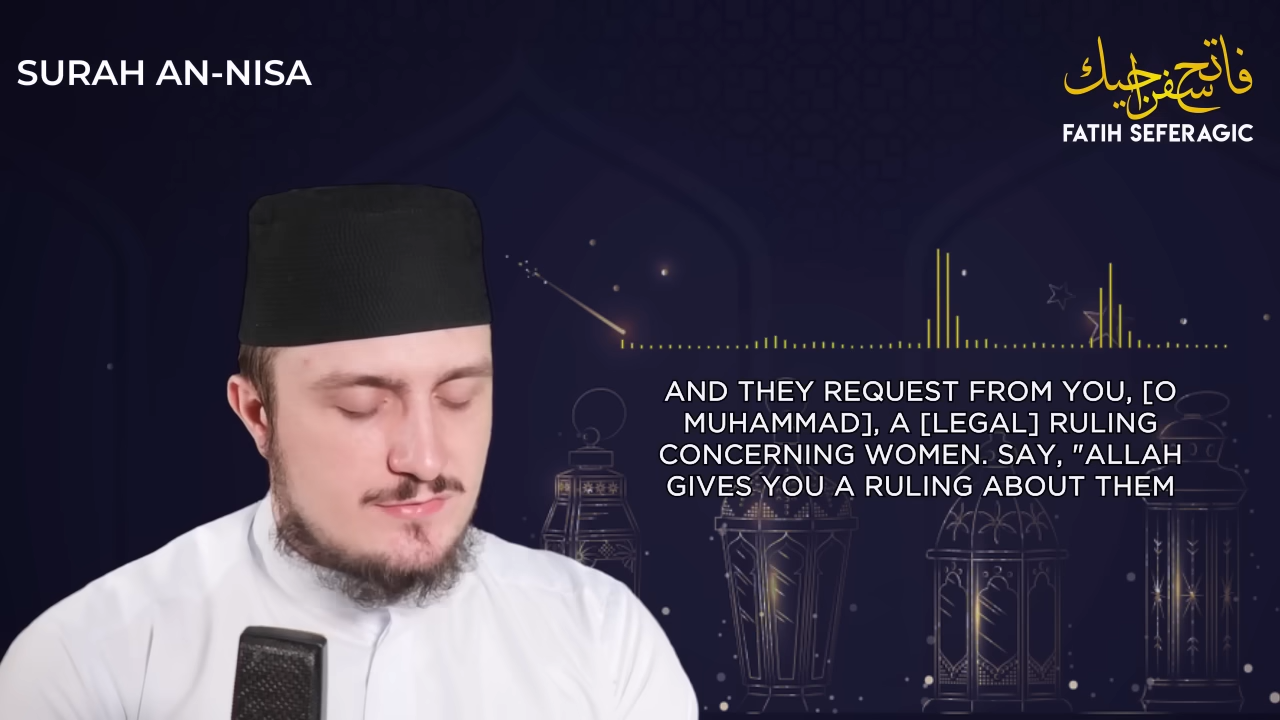 SURAH AN-NISA
فاتح سفراجيك
FATIH SEFERAGIC
AND THEY REQUEST FROM YOU, [O
MUHAMMAD], A [LEGAL] RULING
CONCERNING WOMEN. SAY, "ALLAH
GIVES YOU A RULING ABOUT THEM